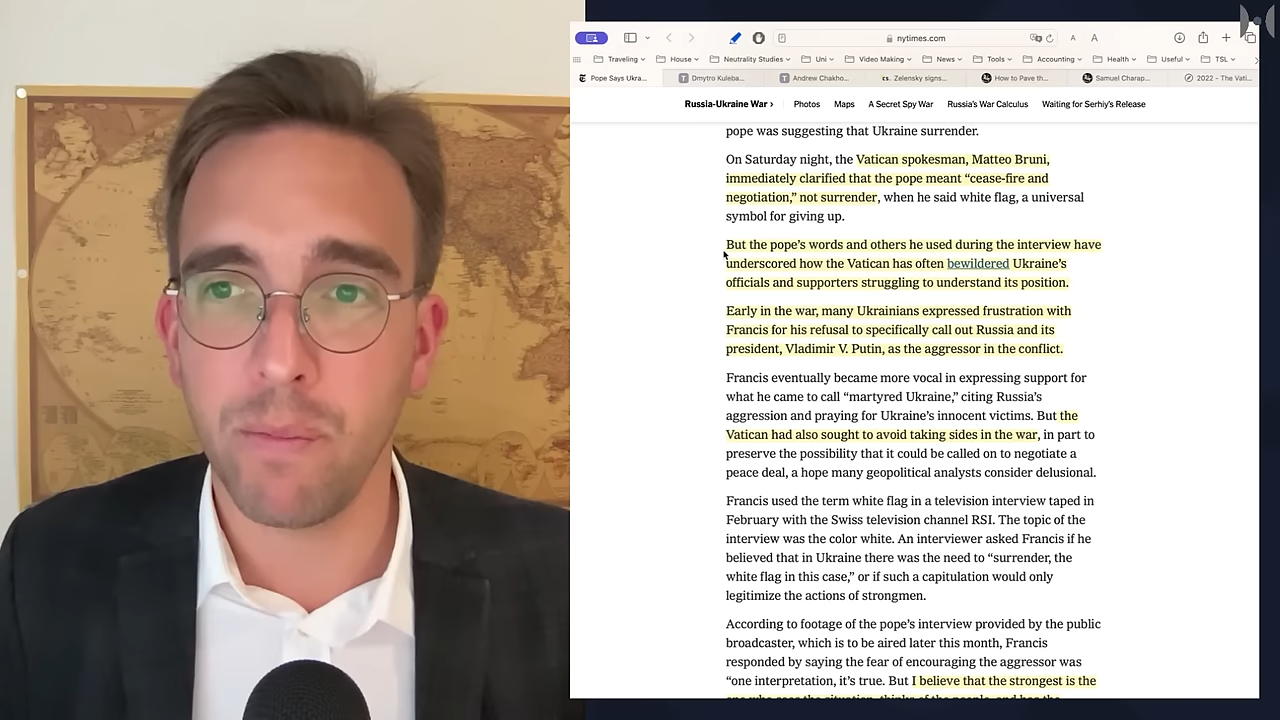 nytimes.com
A A
Traveling House Neutrality Studies Uni Video Making News Tools Accounting Health Useful TSL
Pope Says Ukra... Dmytro Kuleba... Andrew Chakho... Zelensky signs... How to Pave th... Samuel Charap... 2022 – The Vati...
Russia-Ukraine War › Photos Maps A Secret Spy War Russia's War Calculus Waiting for Serhiy's Release
pope was suggesting that Ukraine surrender.
On Saturday night, the Vatican spokesman, Matteo Bruni,
immediately clarified that the pope meant “cease-fire and
negotiation,” not surrender, when he said white flag, a universal
symbol for giving up.
But the pope’s words and others he used during the interview have
underscored how the Vatican has often bewildered Ukraine’s
officials and supporters struggling to understand its position.
Early in the war, many Ukrainians expressed frustration with
Francis for his refusal to specifically call out Russia and its
president, Vladimir V. Putin, as the aggressor in the conflict.
Francis eventually became more vocal in expressing support for
what he came to call “martyred Ukraine,” citing Russia’s
aggression and praying for Ukraine’s innocent victims. But the
Vatican had also sought to avoid taking sides in the war, in part to
preserve the possibility that it could be called on to negotiate a
peace deal, a hope many geopolitical analysts consider delusional.
Francis used the term white flag in a television interview taped in
February with the Swiss television channel RSI. The topic of the
interview was the color white. An interviewer asked Francis if he
believed that in Ukraine there was the need to “surrender, the
white flag in this case,” or if such a capitulation would only
legitimize the actions of strongmen.
According to footage of the pope’s interview provided by the public
broadcaster, which is to be aired later this month, Francis
responded by saying the fear of encouraging the aggressor was
“one interpretation, it’s true. But I believe that the strongest is the